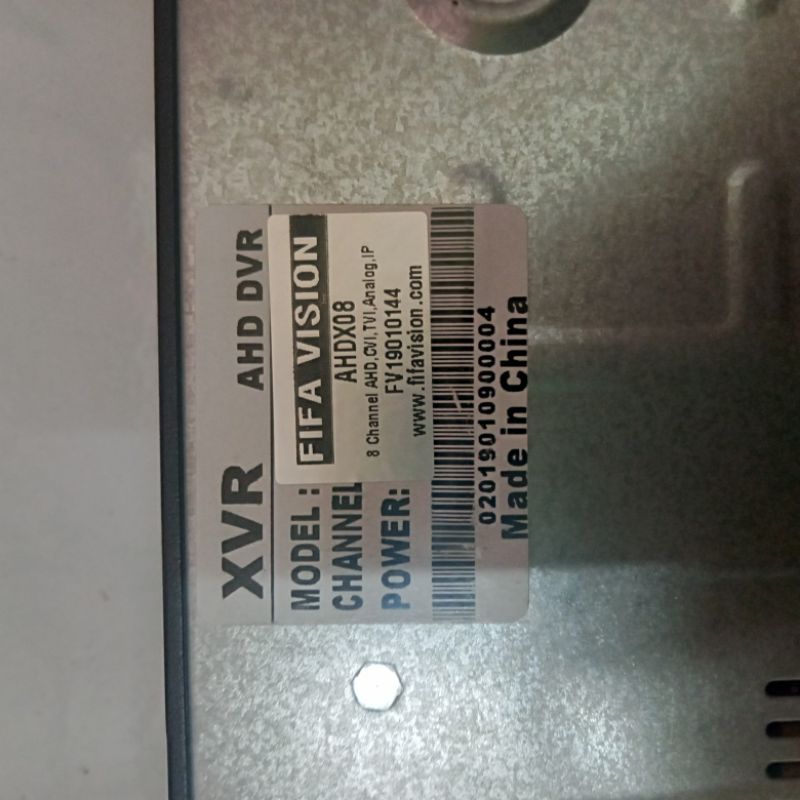 XVR AHD DVR
FIFA VISION
MODEL: AHDX08
CHANNEL 8 Channel AHD,CVI,TVI,Analog,IP
POWER: FV19010144
www.fifavision.com
02019010900004
Made in China